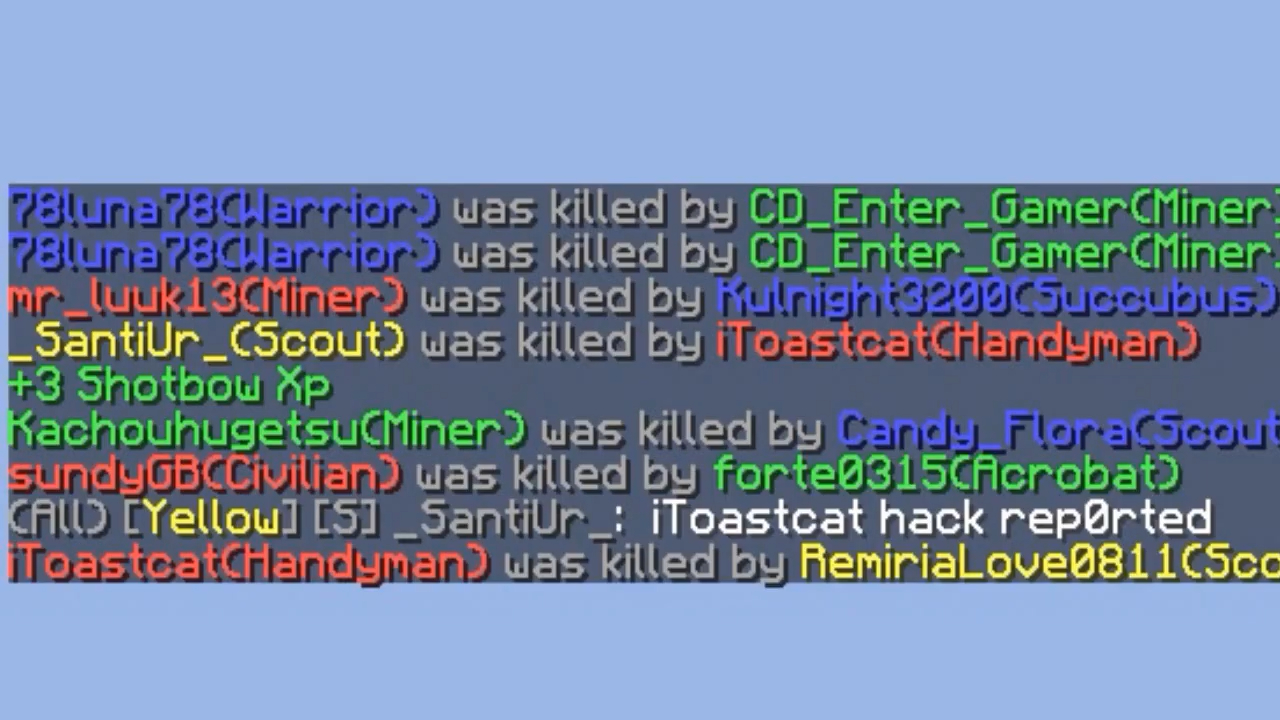 78luna78(Warrior) was killed by CD_Enter_Gamer(Miner)
78luna78(Warrior) was killed by CD_Enter_Gamer(Miner)
mr_luuk13(Miner) was killed by Kulnight3200(Succubus)
_SantiUr_(Scout) was killed by iToastcat(Handyman)
+3 Shotbow Xp
Kachouhugetsu(Miner) was killed by Candy_Flora(Scout
sundyGB(Civilian) was killed by forte0315(Acrobat)
(All) [Yellow] [S] _SantiUr_: iToastcat hack rep0rted
iToastcat(Handyman) was killed by RemiriaLove0811(Sco